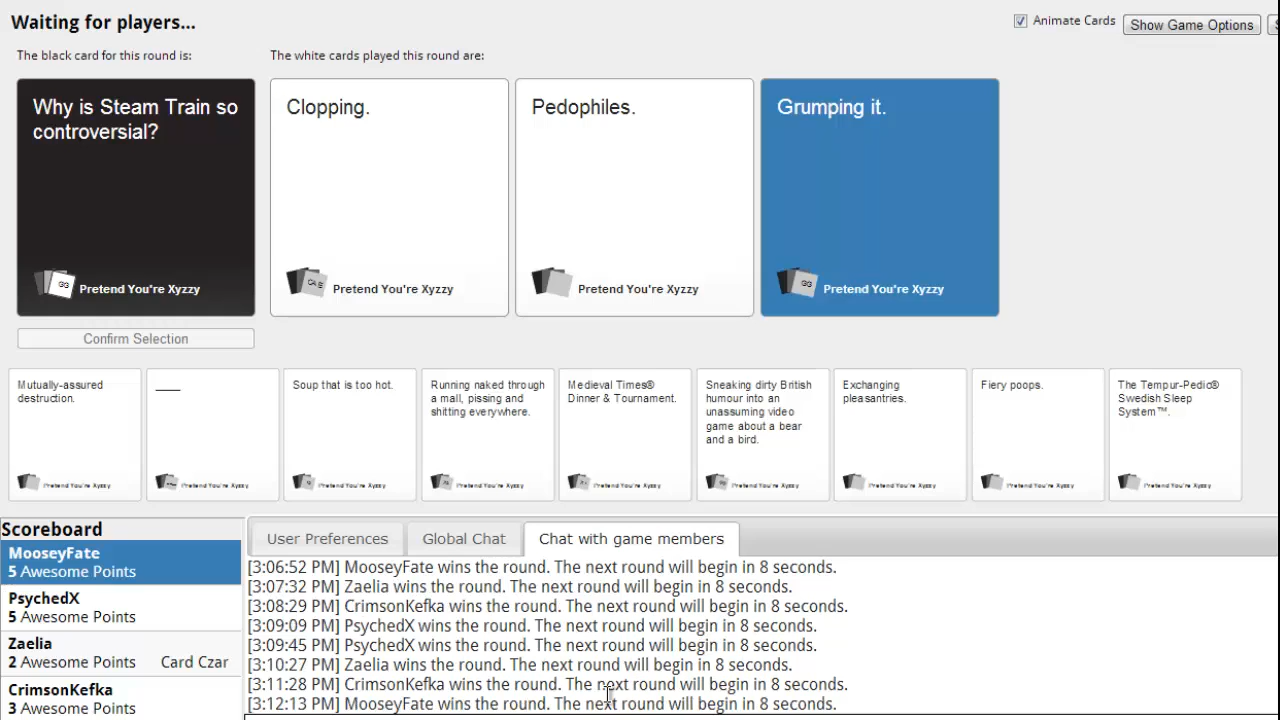 Waiting for players...
Animate Cards
Show Game Options
The black card for this round is:
The white cards played this round are:
Why is Steam Train so
controversial?
GG
Pretend You're Xyzzy
Clopping.
Pretend You're Xyzzy
Pedophiles.
Pretend You're Xyzzy
Grumping it.
GG
Pretend You're Xyzzy
Confirm Selection
Mutually-assured
destruction.
Pretend You're Xyzzy
____
Pretend You're Xyzzy
Soup that is too hot.
Pretend You're Xyzzy
Running naked through
a mall, pissing and
shitting everywhere.
Pretend You're Xyzzy
Medieval Times®
Dinner & Tournament.
Pretend You're Xyzzy
Sneaking dirty British
humour into an
unassuming video
game about a bear
and a bird.
Pretend You're Xyzzy
Exchanging
pleasantries.
Pretend You're Xyzzy
Fiery poops.
Pretend You're Xyzzy
The Tempur-Pedic®
Swedish Sleep
System™.
Pretend You're Xyzzy
Scoreboard
MooseyFate
5 Awesome Points
PsychedX
5 Awesome Points
Zaelia
2 Awesome Points Card Czar
CrimsonKefka
3 Awesome Points
User Preferences
Global Chat
Chat with game members
[3:06:52 PM] MooseyFate wins the round. The next round will begin in 8 seconds.
[3:07:32 PM] Zaelia wins the round. The next round will begin in 8 seconds.
[3:08:29 PM] CrimsonKefka wins the round. The next round will begin in 8 seconds.
[3:09:09 PM] PsychedX wins the round. The next round will begin in 8 seconds.
[3:09:45 PM] PsychedX wins the round. The next round will begin in 8 seconds.
[3:10:27 PM] Zaelia wins the round. The next round will begin in 8 seconds.
[3:11:28 PM] CrimsonKefka wins the round. The next round will begin in 8 seconds.
[3:12:13 PM] MooseyFate wins the round. The next round will begin in 8 seconds.